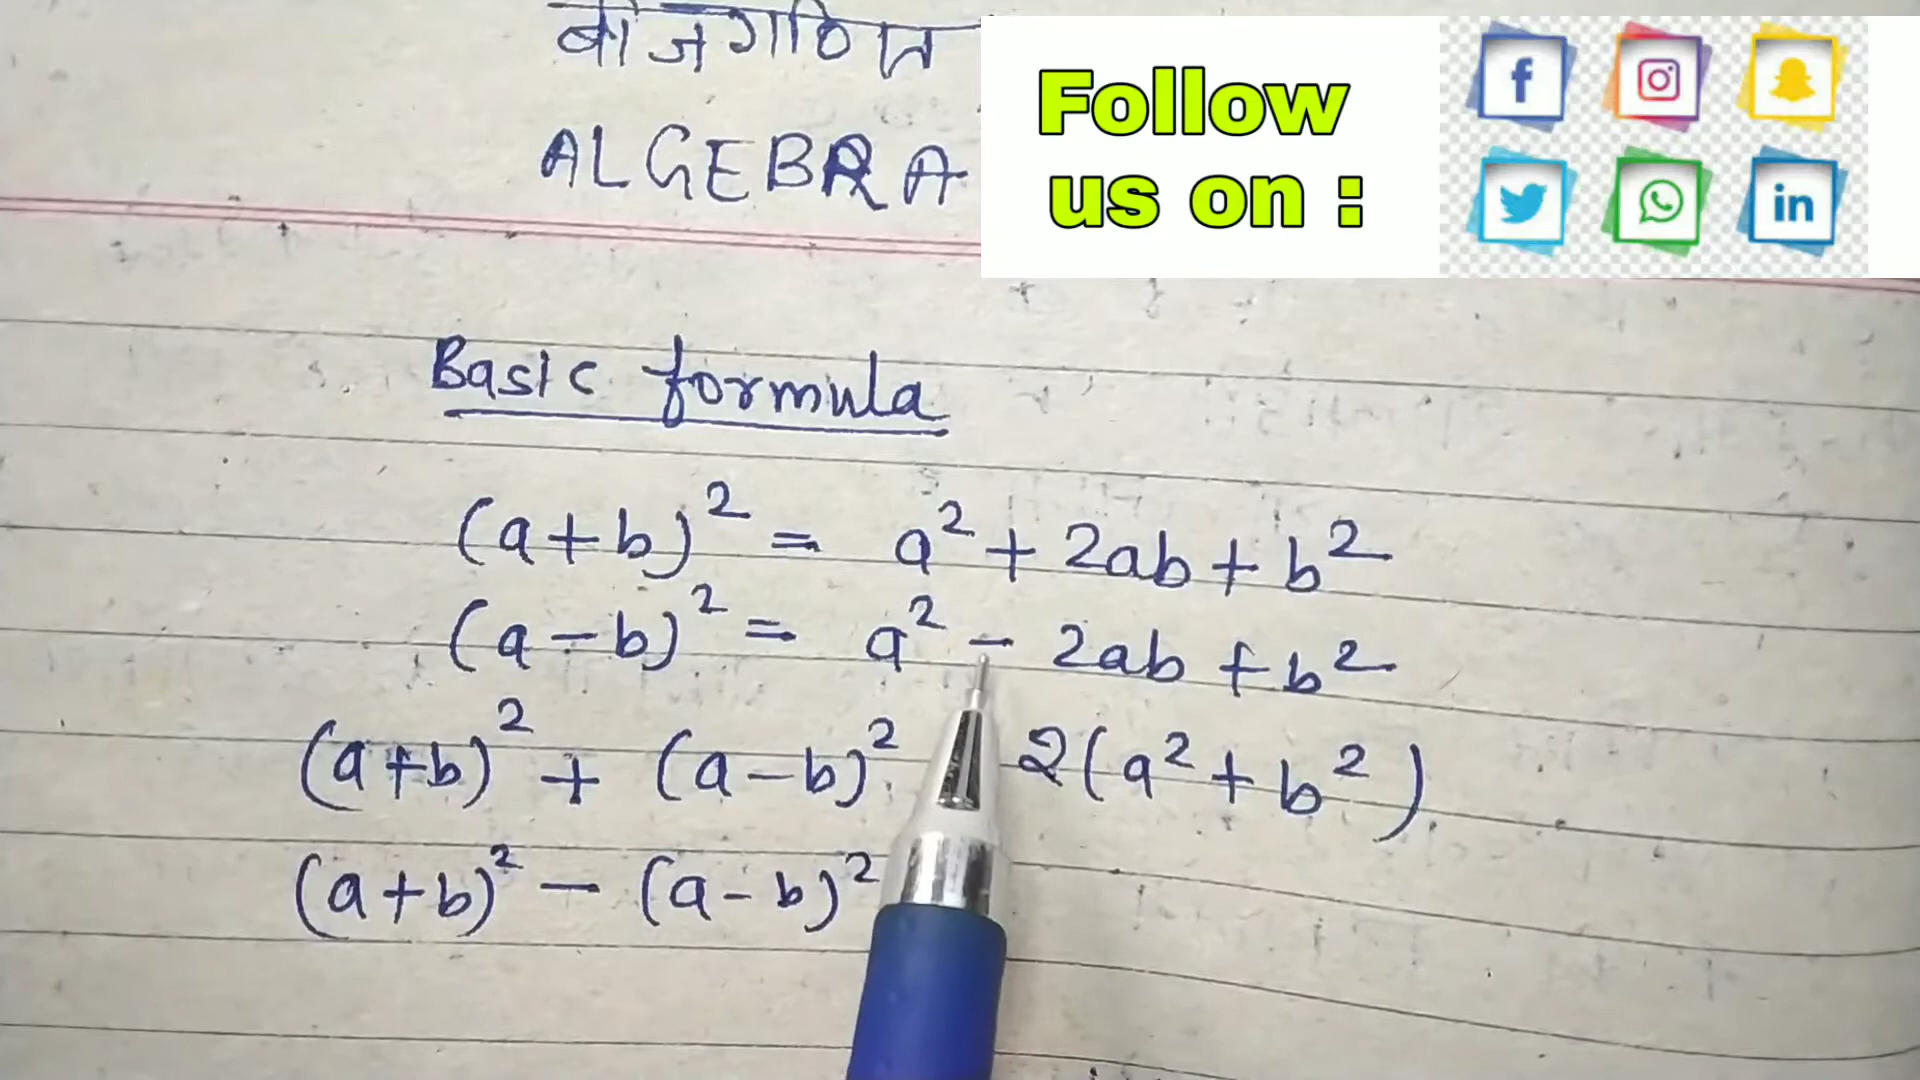 बीजगणित
ALGEBRA
Follow
us on :
Basic formula
(a+b)² = a² + 2ab + b²
(a-b)² = a² - 2ab + b²
(a+b)² + (a-b)² 2(a² + b²)
(a+b)² - (a-b)²